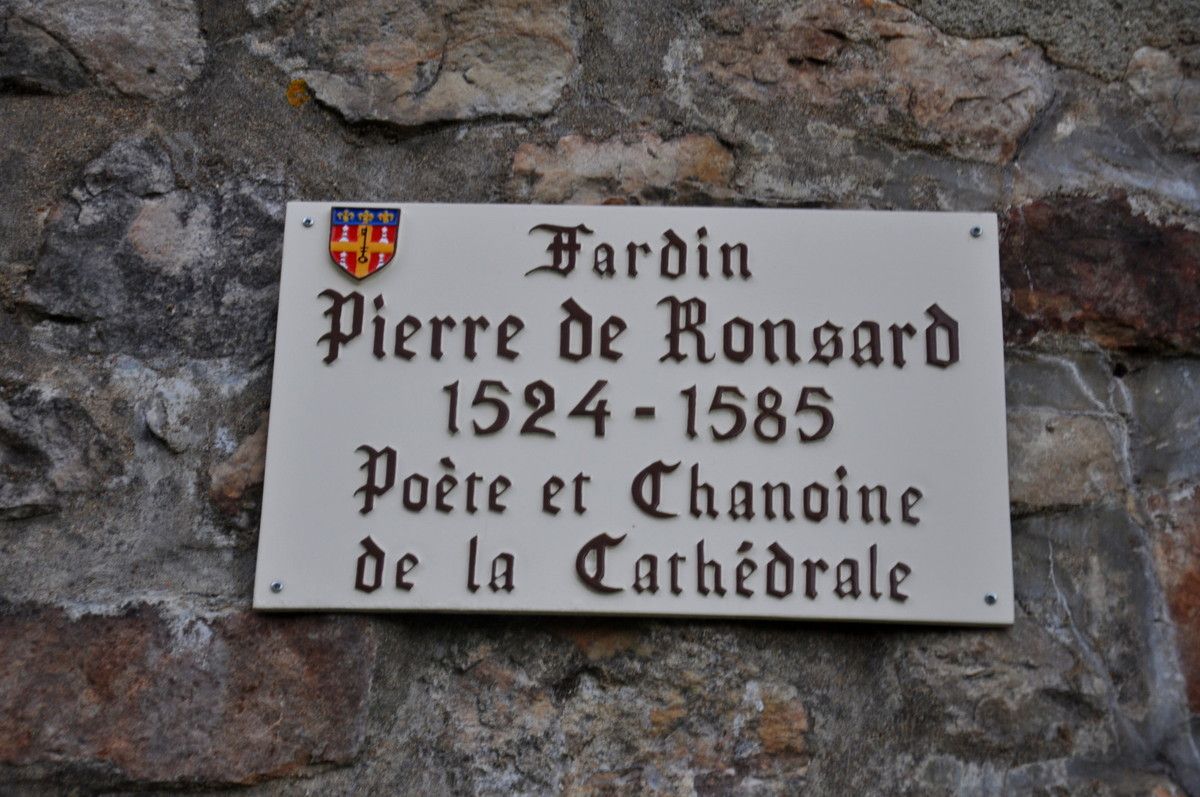 Jardin
Pierre de Ronsard
1524 - 1585
Poète et Chanoine
de la Cathédrale